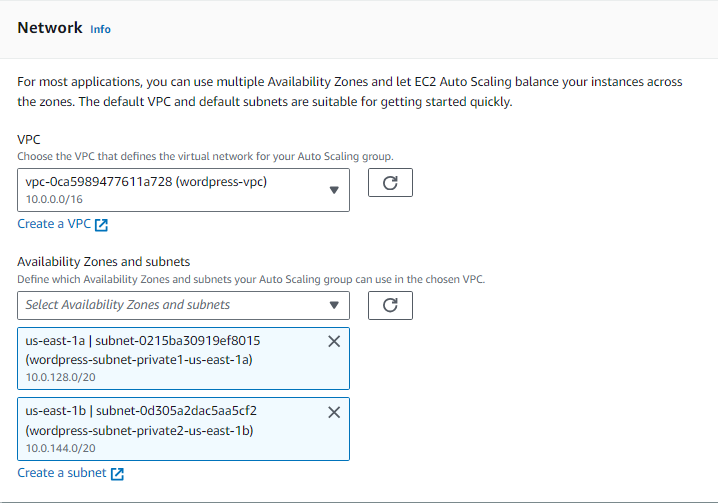 Network Info
For most applications, you can use multiple Availability Zones and let EC2 Auto Scaling balance your instances across
the zones. The default VPC and default subnets are suitable for getting started quickly.
VPC
Choose the VPC that defines the virtual network for your Auto Scaling group.
vpc-0ca5989477611a728 (wordpress-vpc)
10.0.0.0/16
Create a VPC
Availability Zones and subnets
Define which Availability Zones and subnets your Auto Scaling group can use in the chosen VPC.
Select Availability Zones and subnets
us-east-1a | subnet-0215ba30919ef8015
(wordpress-subnet-private1-us-east-1a)
10.0.128.0/20
us-east-1b | subnet-0d305a2dac5aa5cf2
(wordpress-subnet-private2-us-east-1b)
10.0.144.0/20
Create a subnet